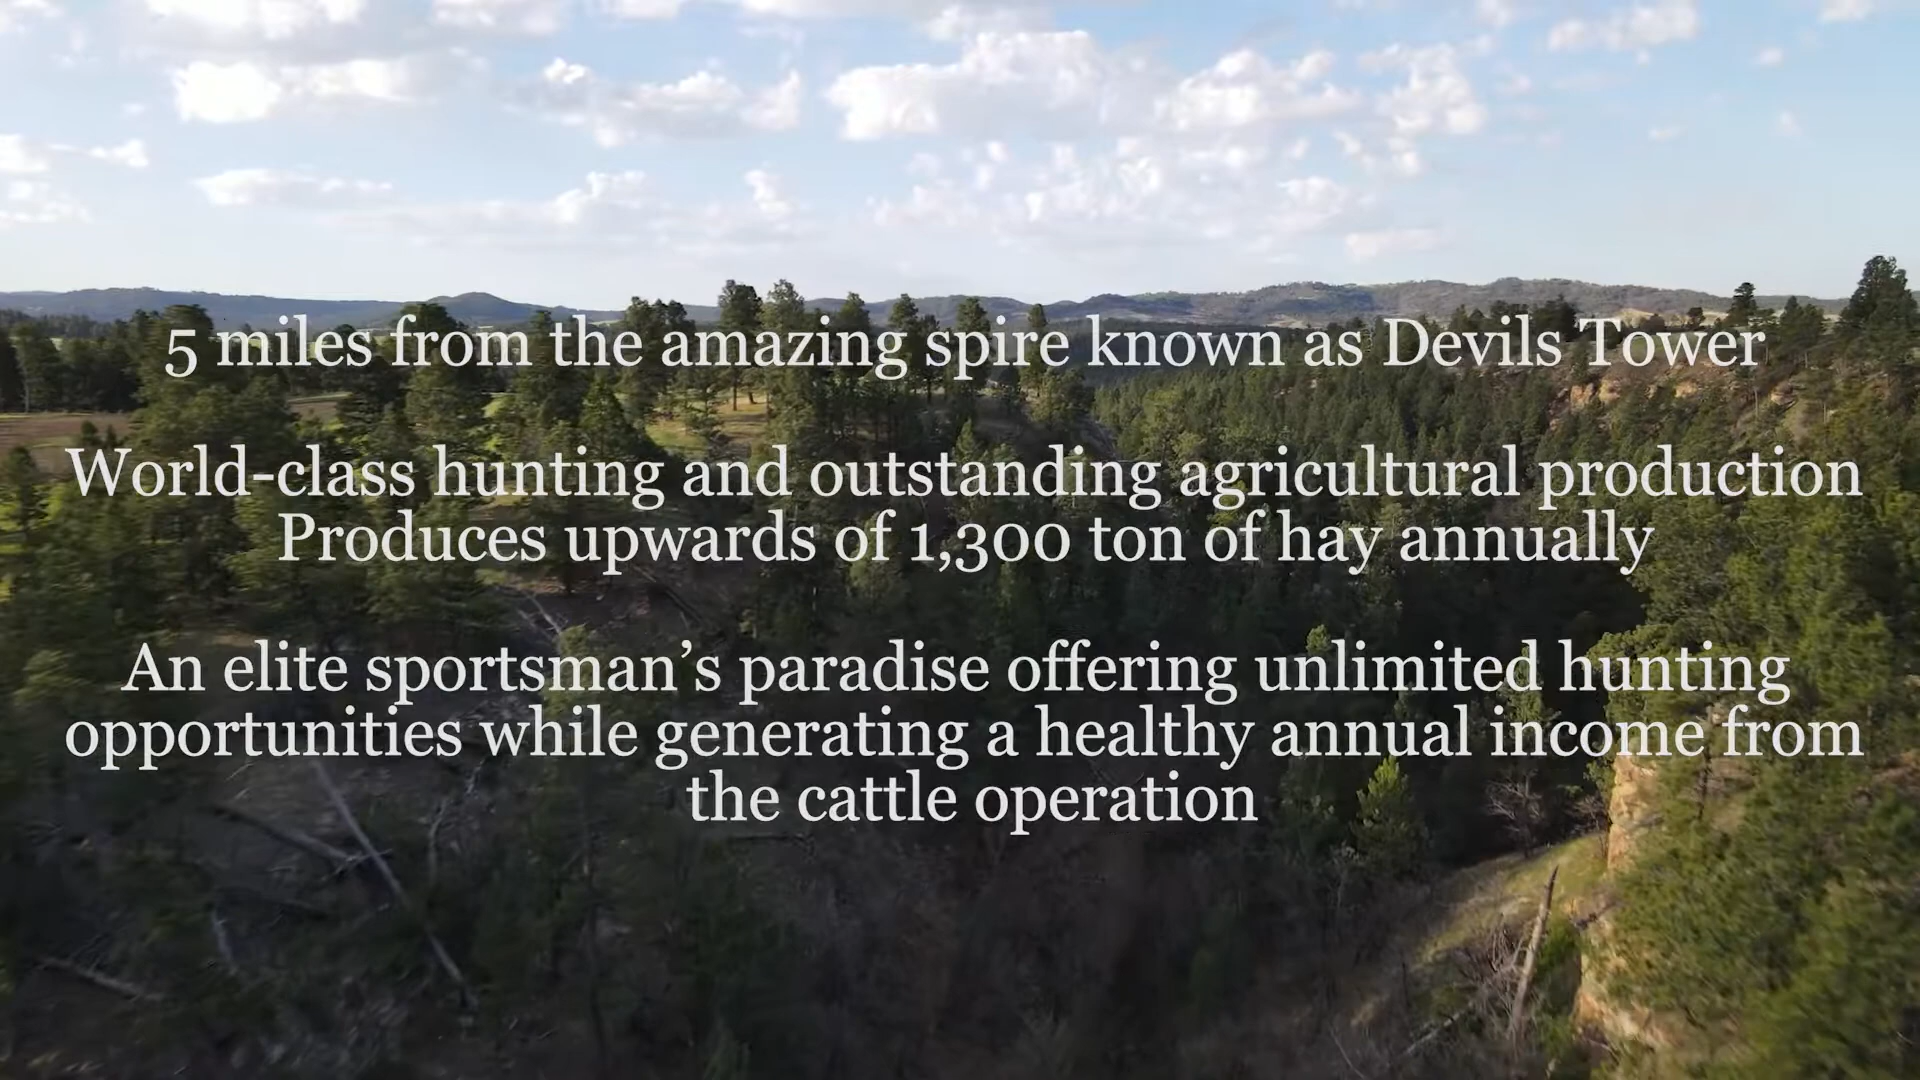 5 miles from the amazing spire known as Devils Tower
World-class hunting and outstanding agricultural production
Produces upwards of 1,300 ton of hay annually
An elite sportsman’s paradise offering unlimited hunting
opportunities while generating a healthy annual income from
the cattle operation